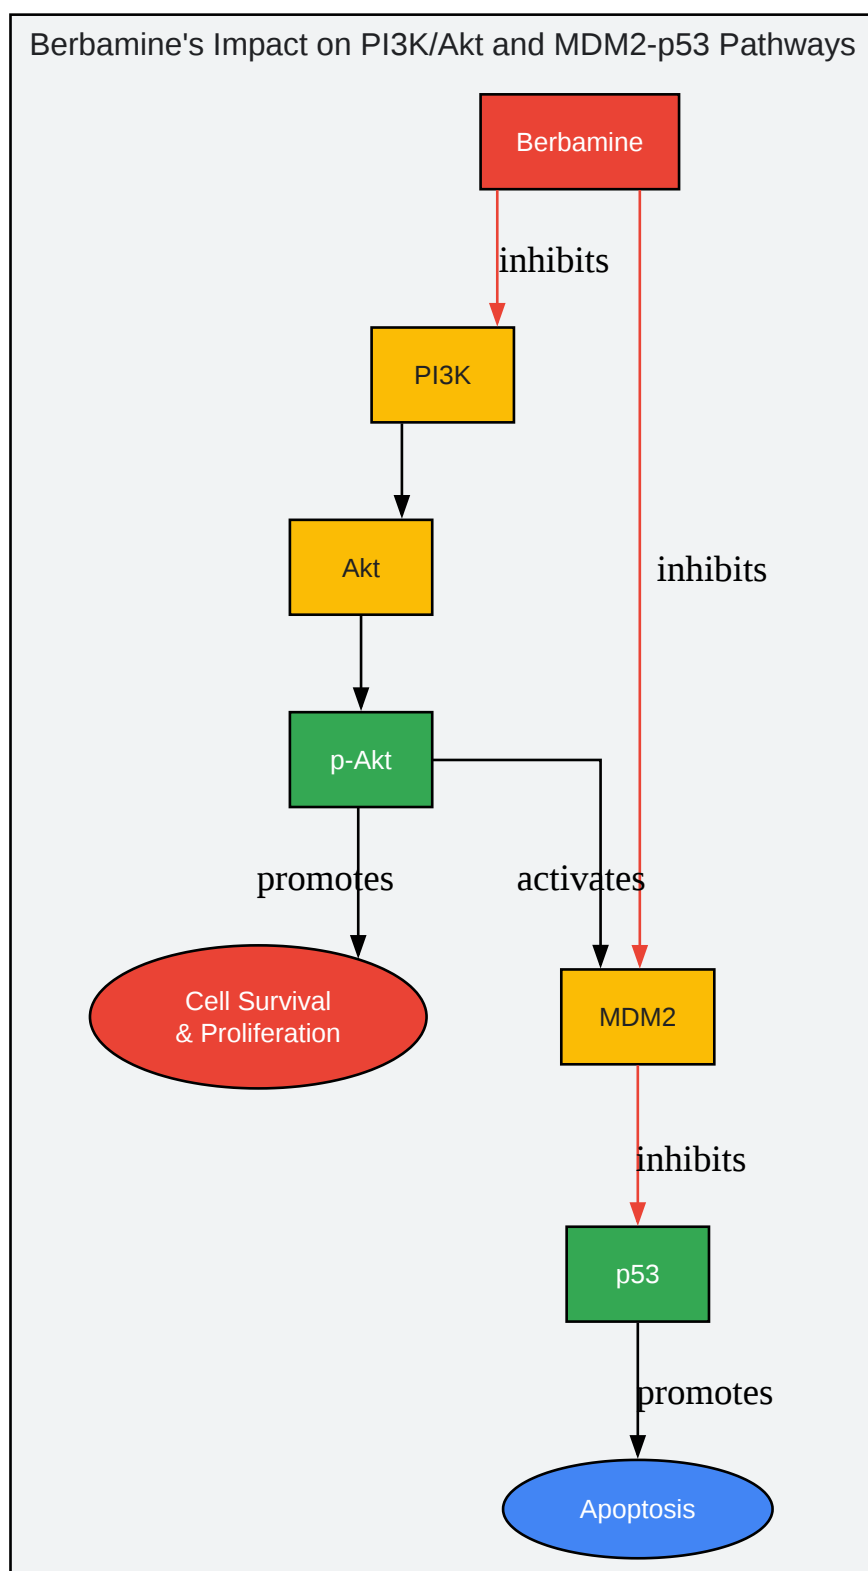 Berbamine's Impact on PI3K/Akt and MDM2-p53 Pathways
Berbamine
inhibits
PI3K
Akt
inhibits
p-Akt
promotes
activates
Cell Survival
& Proliferation
MDM2
inhibits
p53
promotes
Apoptosis